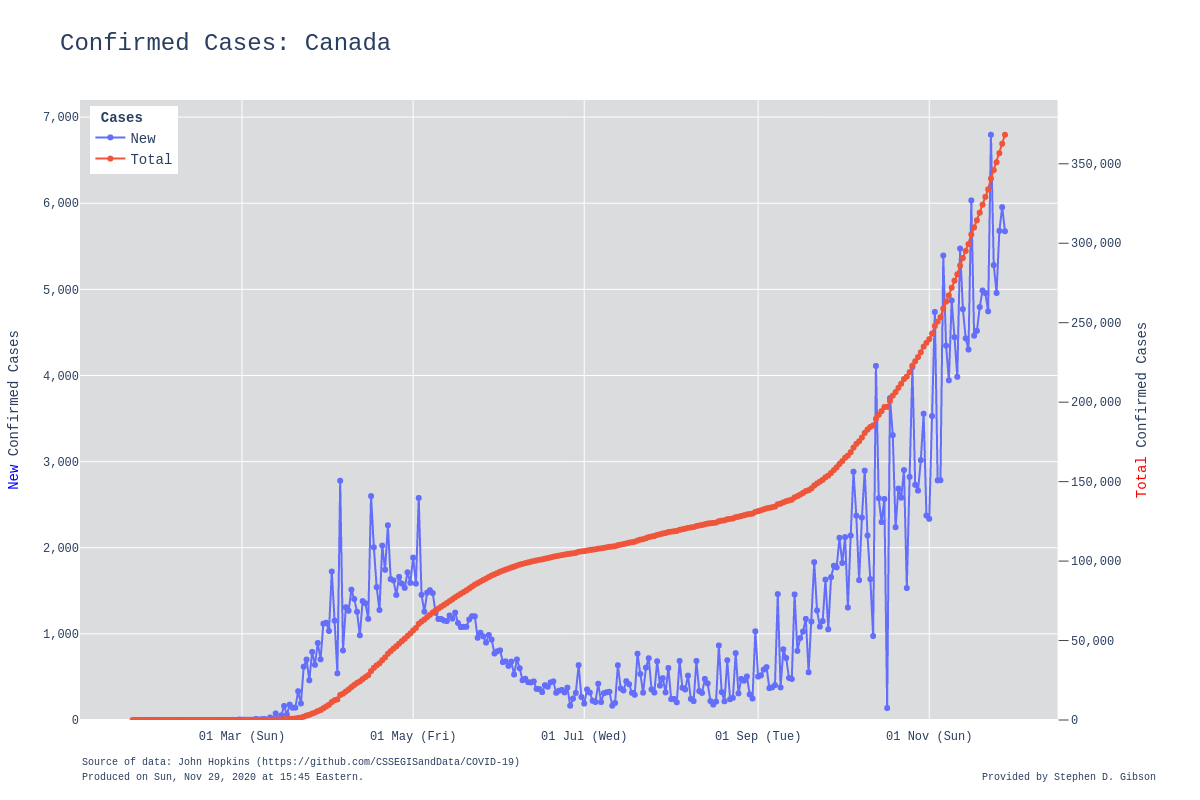 Confirmed Cases: Canada
Cases
New
Total
7,000
6,000
5,000
4,000
3,000
2,000
1,000
0
New Confirmed Cases
350,000
300,000
250,000
200,000
150,000
100,000
50,000
0
Total Confirmed Cases
01 Mar (Sun)
01 May (Fri)
01 Jul (Wed)
01 Sep (Tue)
01 Nov (Sun)
Source of data: John Hopkins (https://github.com/CSSEGISandData/COVID-19)
Produced on Sun, Nov 29, 2020 at 15:45 Eastern.
Provided by Stephen D. Gibson